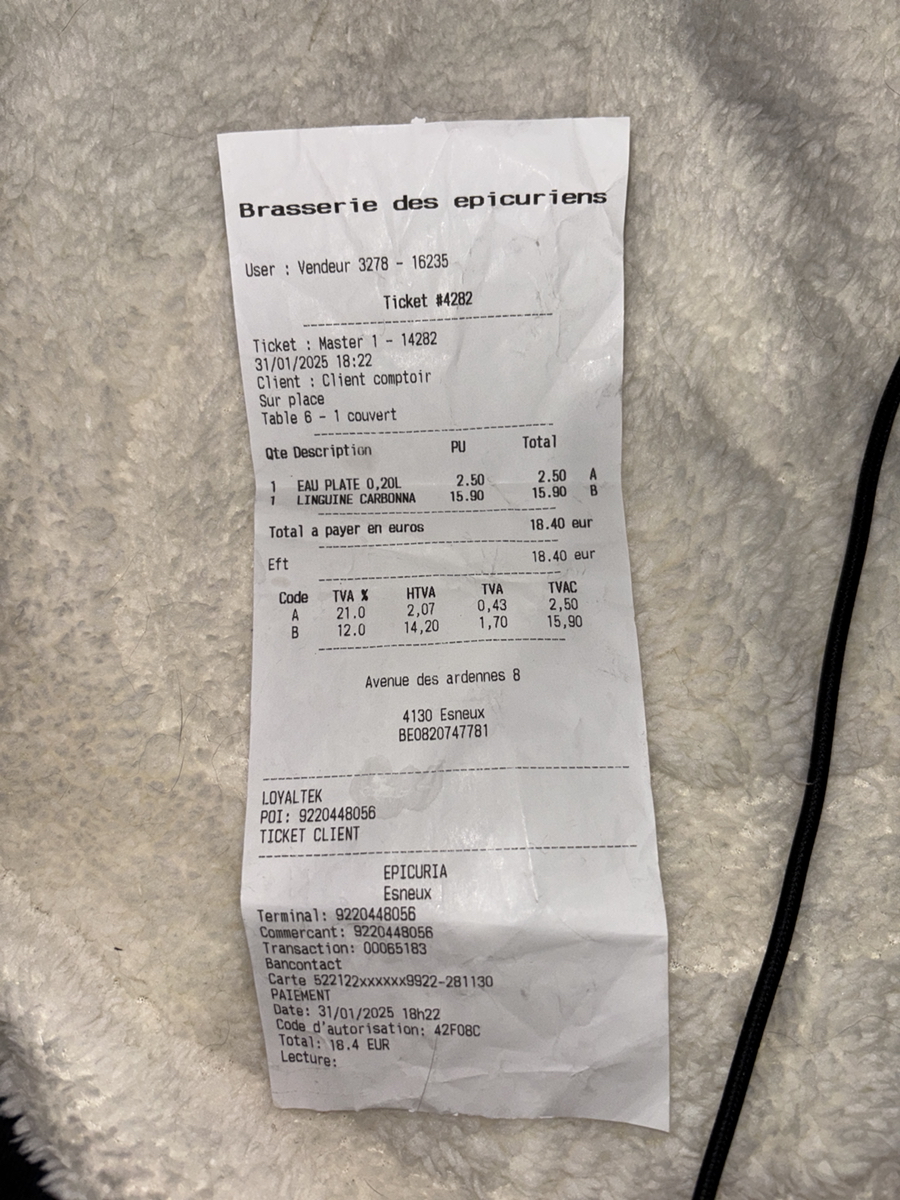 Brasserie des epicuriens
User : Vendeur 3278 - 16235
Ticket #4282
Ticket : Master 1 - 14282
31/01/2025 18:22
Client : Client comptoir
Sur place
Table 6 - 1 couvert
Qte Description PU Total
1 EAU PLATE 0,20L 2.50 2.50 A
1 LINGUINE CARBONNA 15.90 15.90 B
Total a payer en euros 18.40 eur
Eft 18.40 eur
Code TVA % HTVA TVA TVAC
A 21.0 2,07 0,43 2,50
B 12.0 14,20 1,70 15,90
Avenue des ardennes 8
4130 Esneux
BE0820747781
LOYALTEK
POI: 9220448056
TICKET CLIENT
EPICURIA
Esneux
Terminal: 9220448056
Commercant: 9220448056
Transaction: 00065183
Bancontact
Carte 522122xxxxxx9922-281130
PAIEMENT
Date: 31/01/2025 18h22
Code d'autorisation: 42F08C
Total: 18.4 EUR
Lecture: